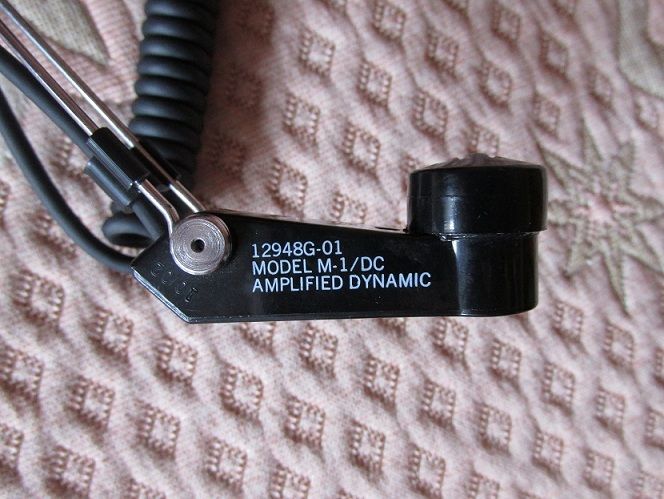 12948G-01
MODEL M-1/DC
AMPLIFIED DYNAMIC